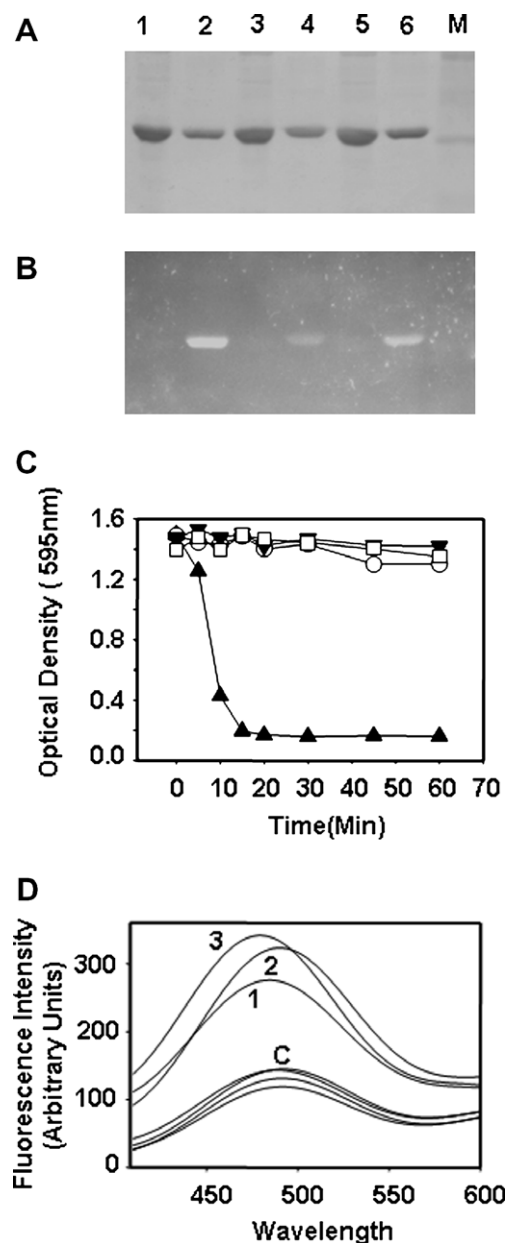 A
1 2 3 4 5 6 M
B
C
Optical Density ( 595nm)
1.6
1.2
0.8
0.4
0.0
0 10 20 30 40 50 60 70
Time(Min)
D
Fluorescence Intensity
(Arbitrary Units)
300
200
100
0
3
2
1
C
450 500 550 600
Wavelength